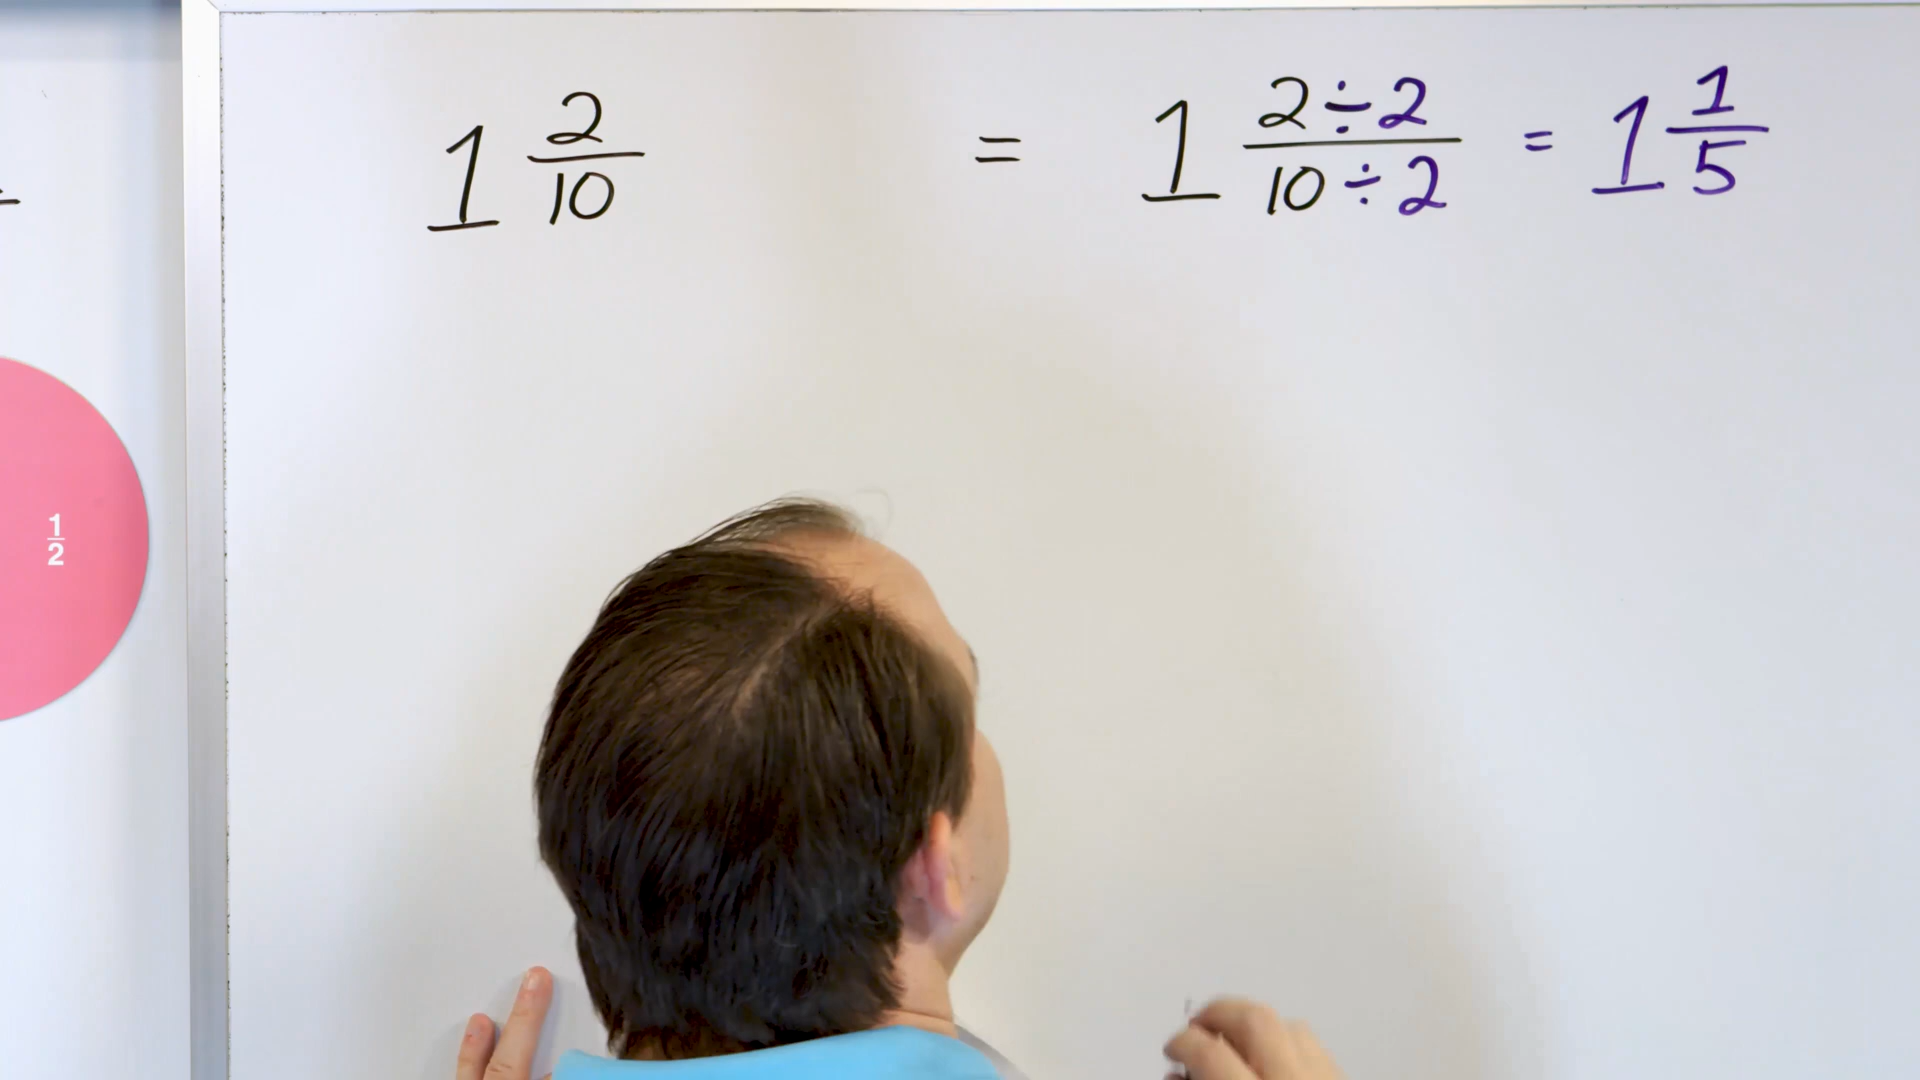 1 2/10 = 1 2÷2/10÷2 = 1 1/5
1/2